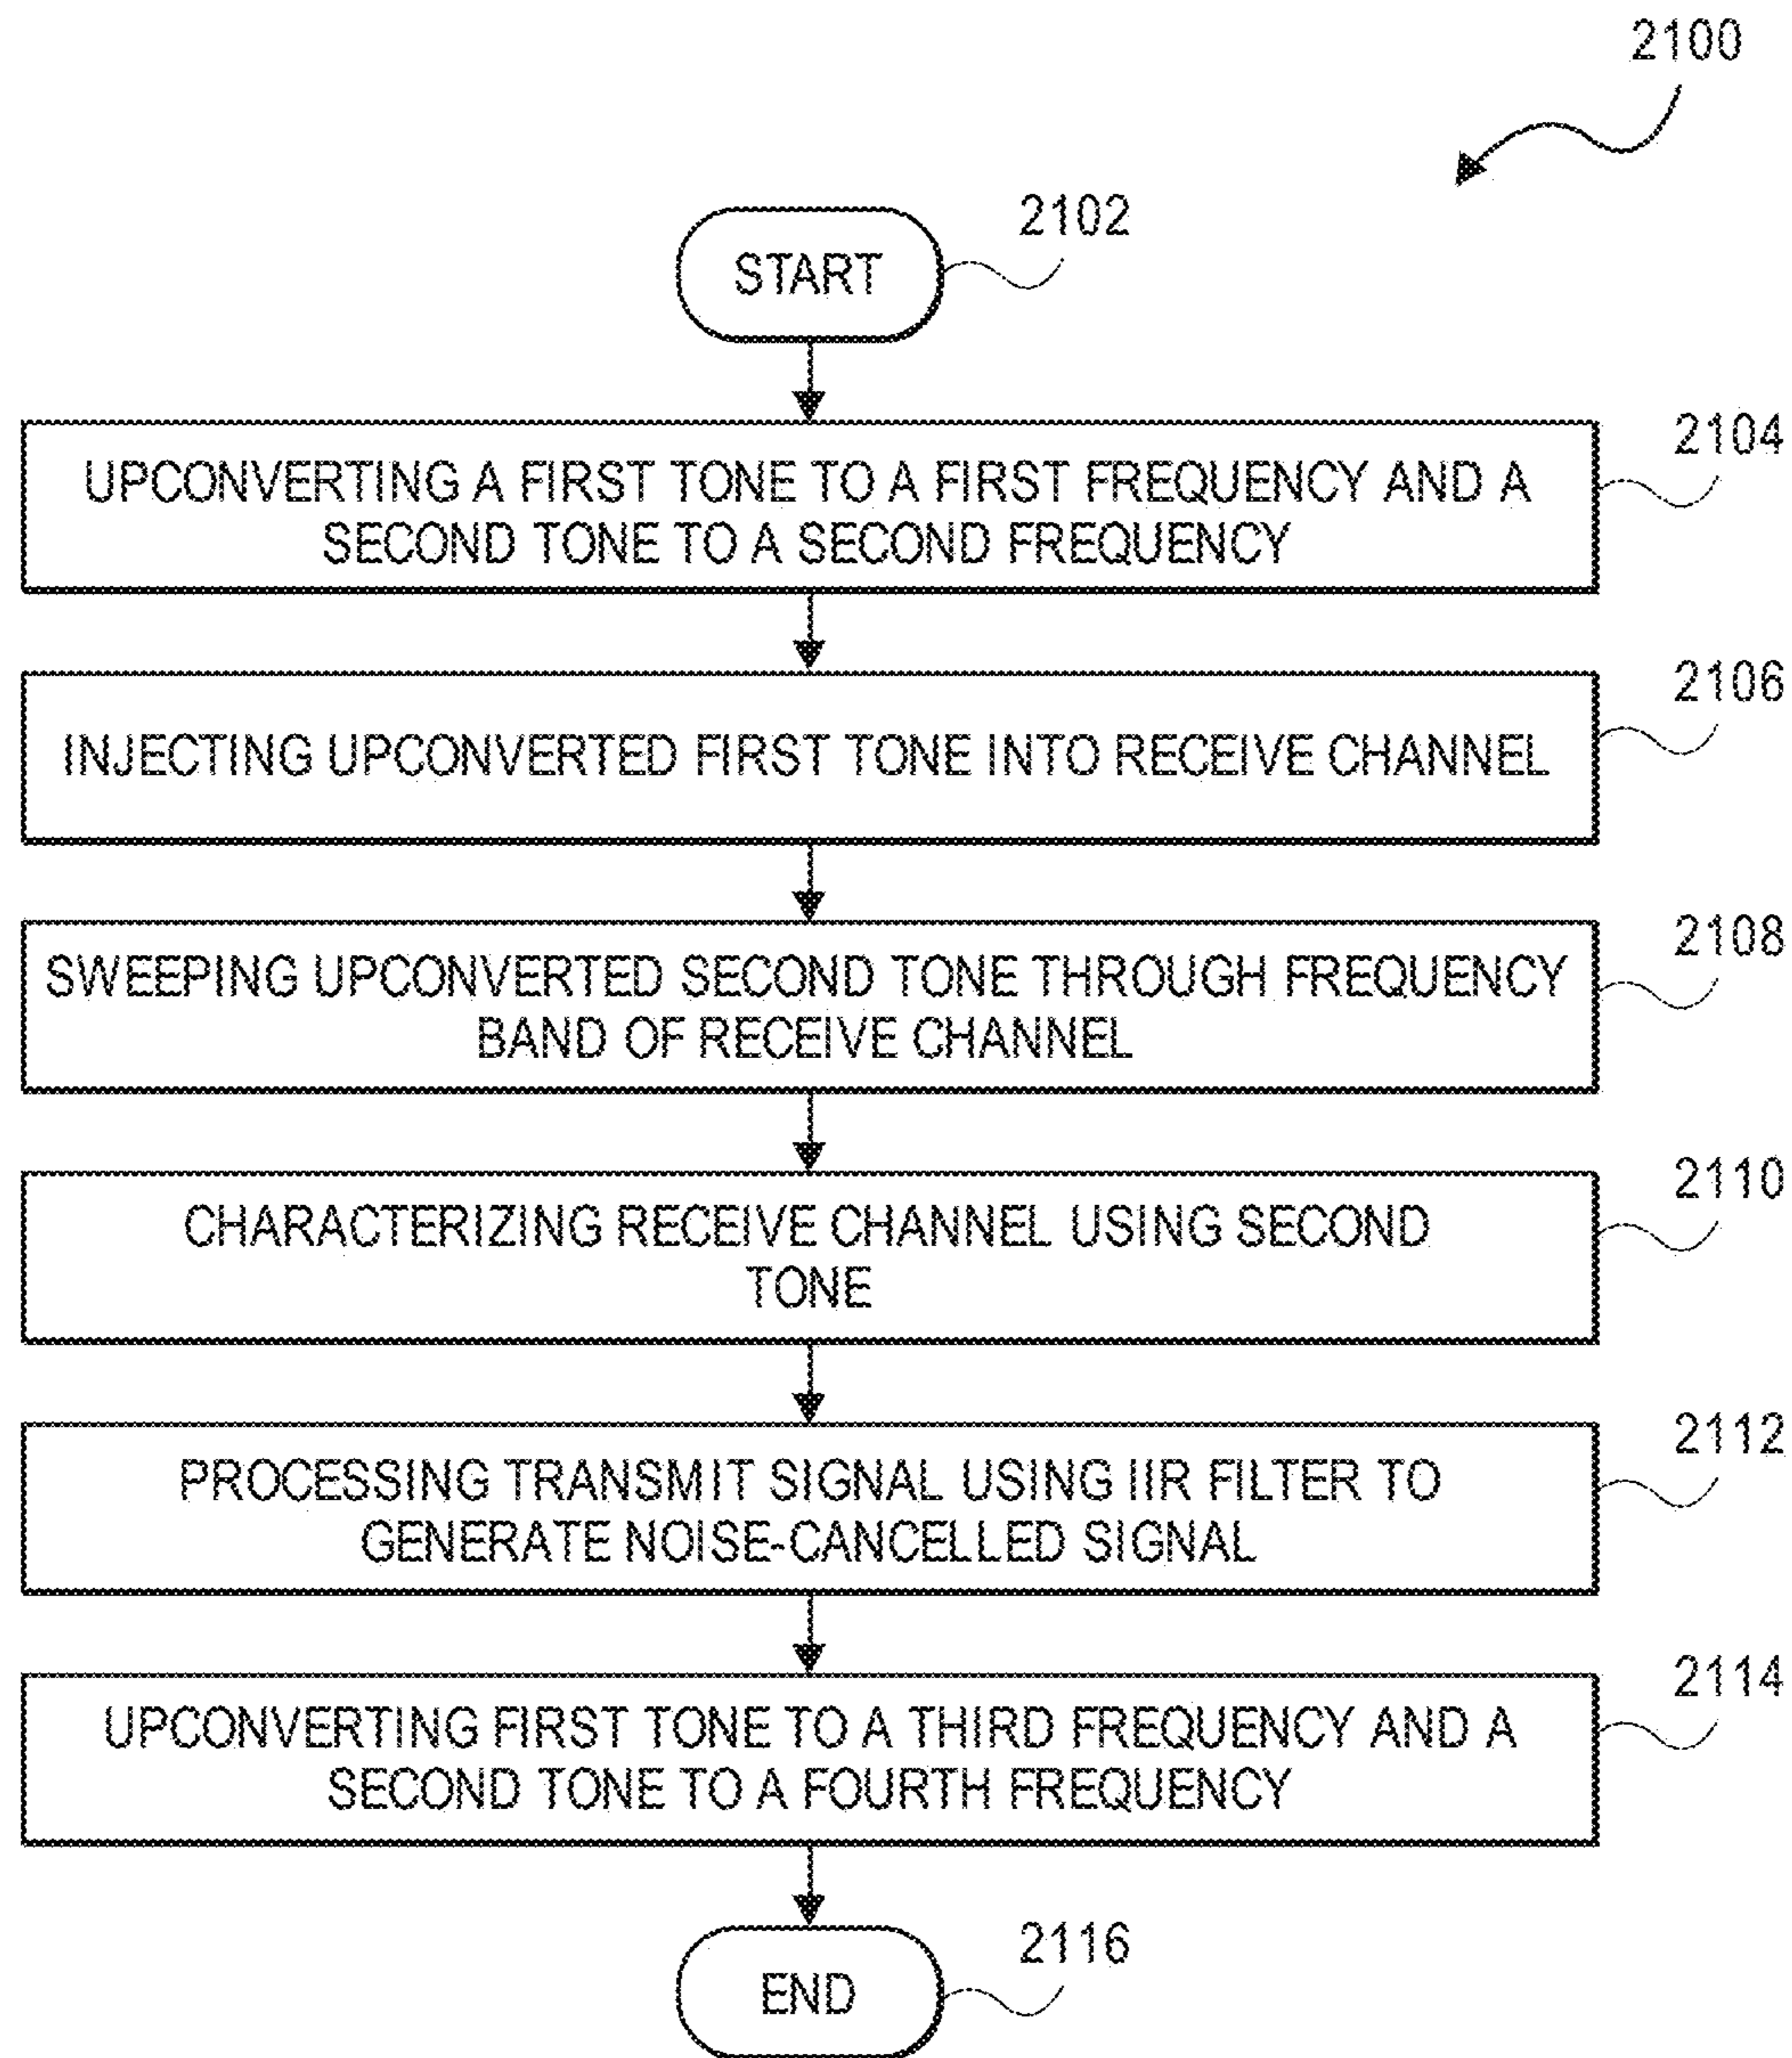 2100
2102
START
2104
UPCONVERTING A FIRST TONE TO A FIRST FREQUENCY AND A
SECOND TONE TO A SECOND FREQUENCY
2106
INJECTING UPCONVERTED FIRST TONE INTO RECEIVE CHANNEL
2108
SWEEPING UPCONVERTED SECOND TONE THROUGH FREQUENCY
BAND OF RECEIVE CHANNEL
2110
CHARACTERIZING RECEIVE CHANNEL USING SECOND
TONE
2112
PROCESSING TRANSMIT SIGNAL USING IIR FILTER TO
GENERATE NOISE-CANCELLED SIGNAL
2114
UPCONVERTING FIRST TONE TO A THIRD FREQUENCY AND A
SECOND TONE TO A FOURTH FREQUENCY
2116
END